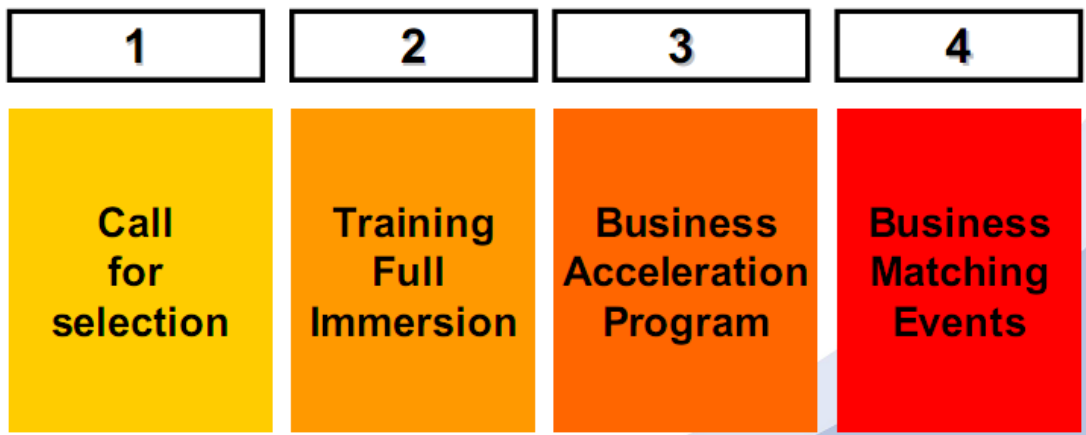 1
2
3
4
Call
for
selection
Training
Full
Immersion
Business
Acceleration
Program
Business
Matching
Events